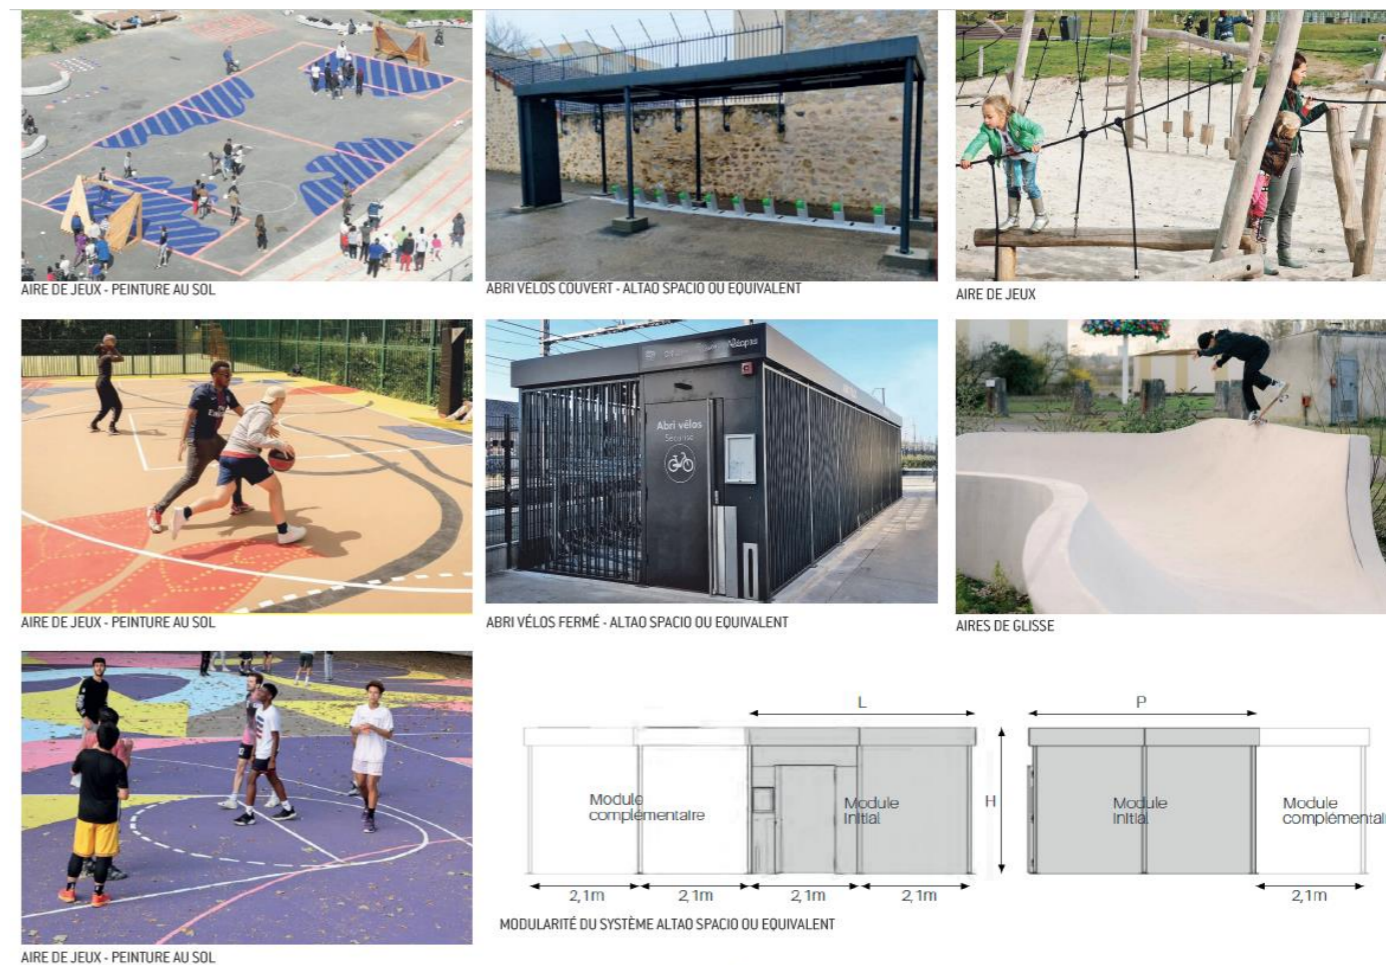 AIRE DE JEUX - PEINTURE AU SOL
ABRI VÉLOS COUVERT - ALTAO SPACIO OU EQUIVALENT
AIRE DE JEUX
Abri vélos
Sécurisé
AIRE DE JEUX - PEINTURE AU SOL
ABRI VÉLOS FERMÉ - ALTAO SPACIO OU EQUIVALENT
AIRES DE GLISSE
L
P
Module
complémentaire
Module
Initial
H
Module
Initial
Module
complémentai
2,1m
2,1m
2,1m
2,1m
2,1m
MODULARITÉ DU SYSTÈME ALTAO SPACIO OU EQUIVALENT
AIRE DE JEUX - PEINTURE AU SOL